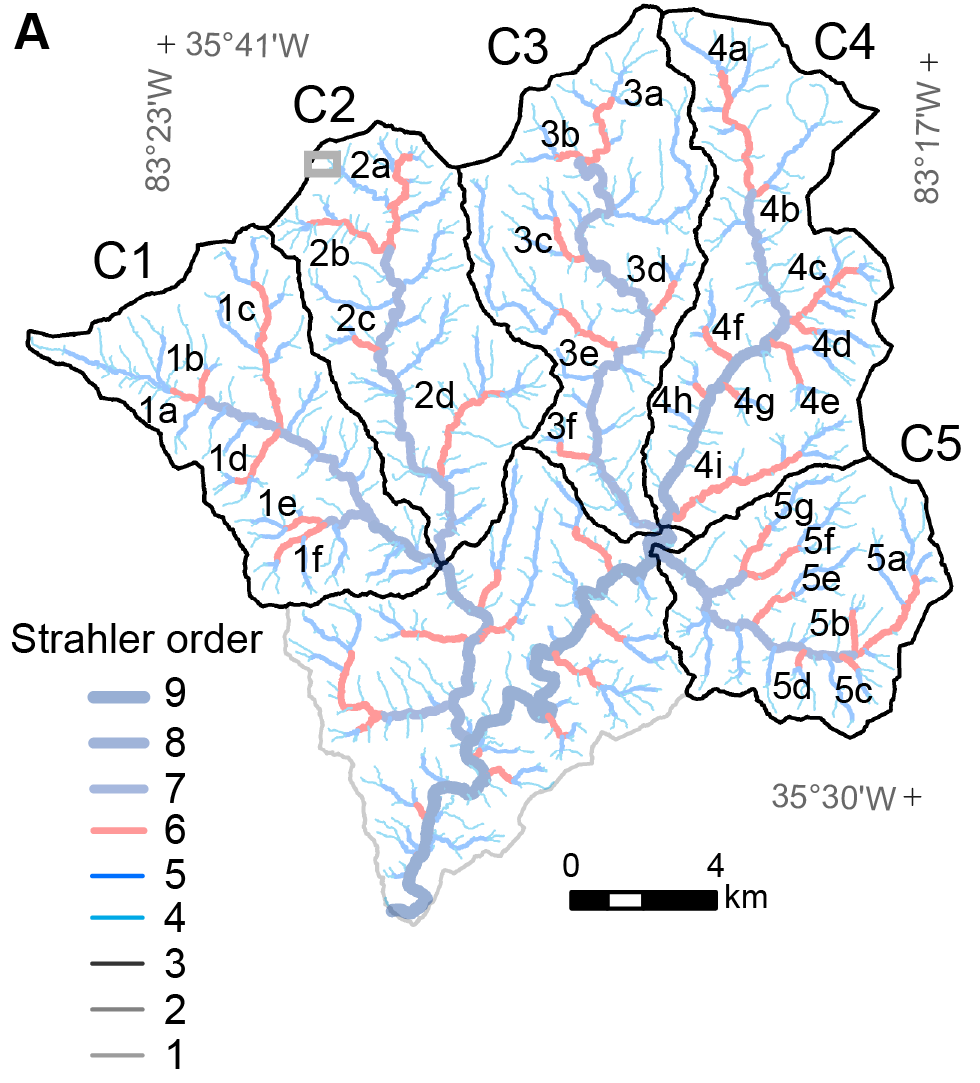 A
+ 35°41'W
83°23'W
C1
C2
C3
C4
C5
83°17'W +
1a
1b
1c
1d
1e
1f
2a
2b
2c
2d
3a
3b
3c
3d
3e
3f
4a
4b
4c
4d
4e
4f
4g
4h
4i
5a
5b
5c
5d
5e
5f
5g
Strahler order
9
8
7
6
5
4
3
2
1
35°30'W +
0 4
km